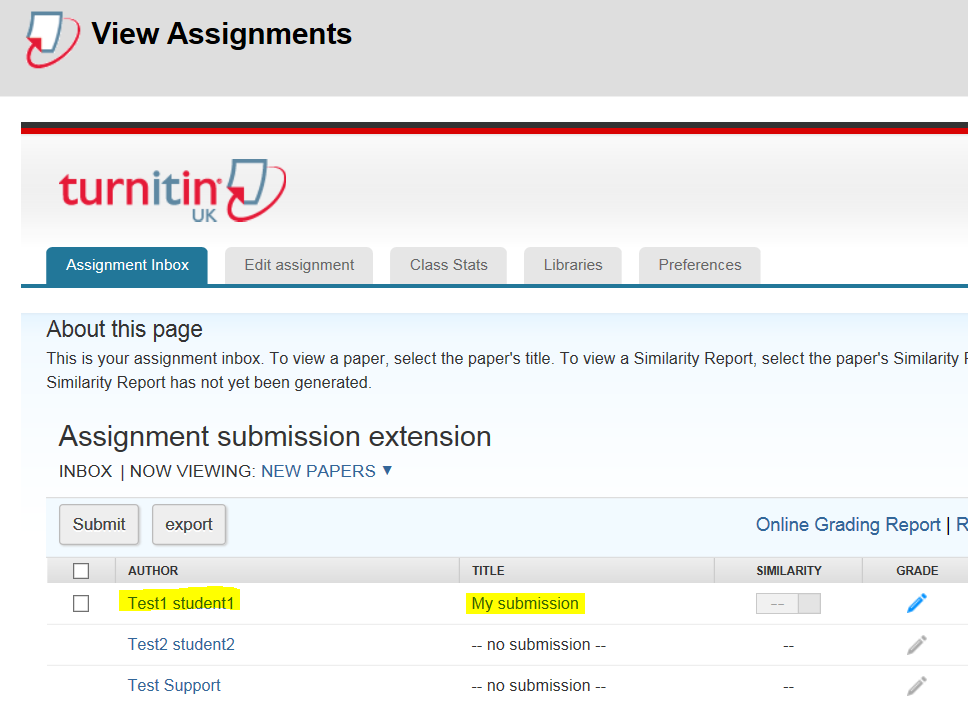 View Assignments
turnitin
UK
Assignment Inbox Edit assignment Class Stats Libraries Preferences
About this page
This is your assignment inbox. To view a paper, select the paper's title. To view a Similarity Report, select the paper's Similarity
Similarity Report has not yet been generated.
Assignment submission extension
INBOX | NOW VIEWING: NEW PAPERS ▼
Submit export Online Grading Report | R
AUTHOR TITLE SIMILARITY GRADE
Test1 student1 My submission --
Test2 student2 -- no submission -- --
Test Support -- no submission -- --